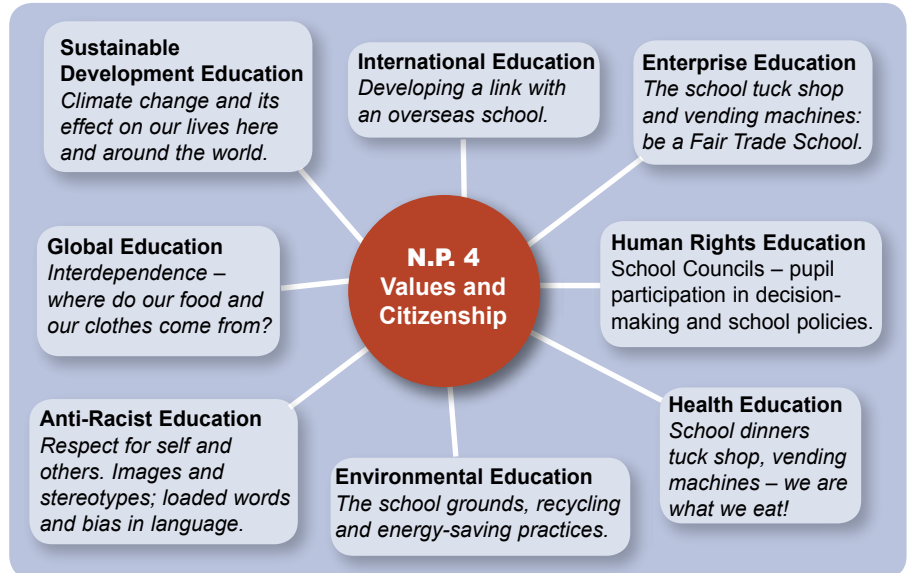 Sustainable
Development Education
Climate change and its
effect on our lives here
and around the world.
International Education
Developing a link with
an overseas school.
Enterprise Education
The school tuck shop
and vending machines:
be a Fair Trade School.
Global Education
Interdependence –
where do our food and
our clothes come from?
N.P. 4
Values and
Citizenship
Human Rights Education
School Councils – pupil
participation in decision-
making and school policies.
Anti-Racist Education
Respect for self and
others. Images and
stereotypes; loaded words
and bias in language.
Environmental Education
The school grounds, recycling
and energy-saving practices.
Health Education
School dinners
tuck shop, vending
machines – we are
what we eat!